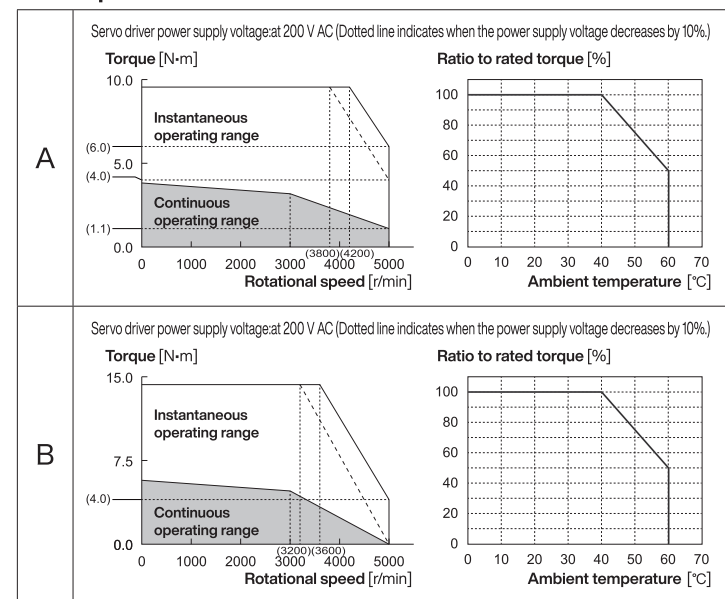 A
Servo driver power supply voltage:at 200 V AC (Dotted line indicates when the power supply voltage decreases by 10%.)
Torque [N•m]
10.0
Instantaneous
operating range
(6.0)
5.0
(4.0)
Continuous
operating range
(1.1)
0.0
(3800)(4200)
0 1000 2000 3000 4000 5000
Rotational speed [r/min]
Ratio to rated torque [%]
100
80
60
40
20
0
0 10 20 30 40 50 60 70
Ambient temperature [°C]
B
Servo driver power supply voltage:at 200 V AC (Dotted line indicates when the power supply voltage decreases by 10%.)
Torque [N•m]
15.0
Instantaneous
operating range
7.5
(4.0)
Continuous
operating range
0.0
(3200)(3600)
0 1000 2000 3000 4000 5000
Rotational speed [r/min]
Ratio to rated torque [%]
100
80
60
40
20
0
0 10 20 30 40 50 60 70
Ambient temperature [°C]